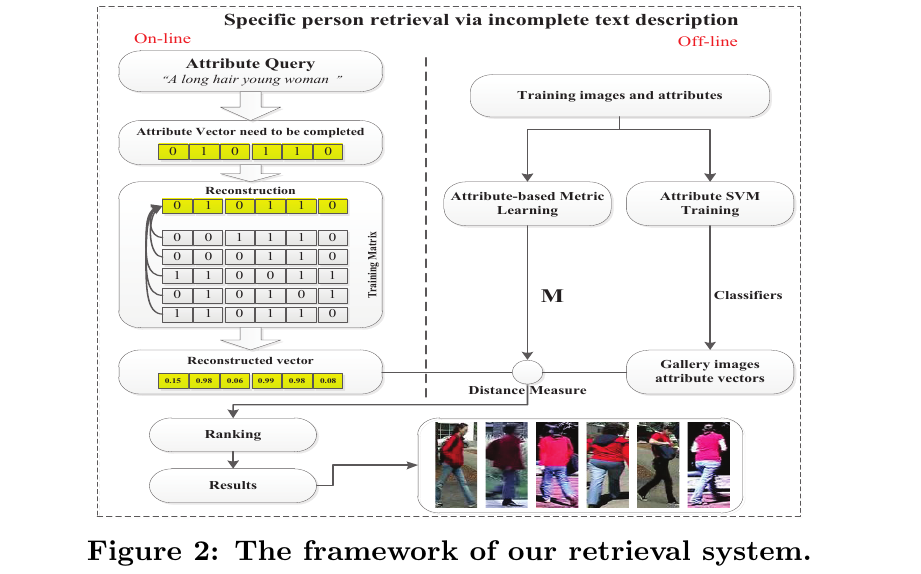 Specific person retrieval via incomplete text description
On-line
Off-line
Attribute Query
“A long hair young woman ”
Attribute Vector need to be completed
0 1 0 1 1 0
Reconstruction
0 1 0 1 1 0
0 0 1 1 1 0
0 0 0 1 1 0
1 1 0 0 1 1
0 1 0 1 0 1
1 1 0 1 1 0
Training Matrix
Reconstructed vector
0.15 0.98 0.06 0.99 0.98 0.08
Training images and attributes
Attribute-based Metric
Learning
Attribute SVM
Training
M
Classifiers
Gallery images
attribute vectors
Distance Measure
Ranking
Results
Figure 2: The framework of our retrieval system.